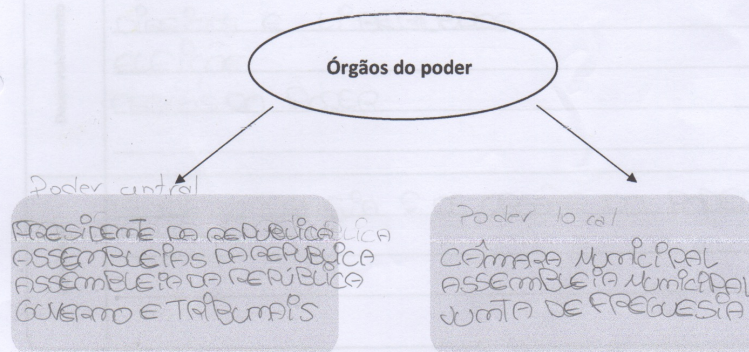 Órgãos do poder
Poder central
PRESIDENTE DA REPUBLICA
ASSEMBLEIAS DA REPUBLICA
ASSEMBLEIA DA REPÚBLICA
GOVERNO E TRIBUNAIS
Poder local
CÂMARA MUNICIPAL
ASSEMBLEIA MUNICIPAL
JUNTA DE FREGUESIA